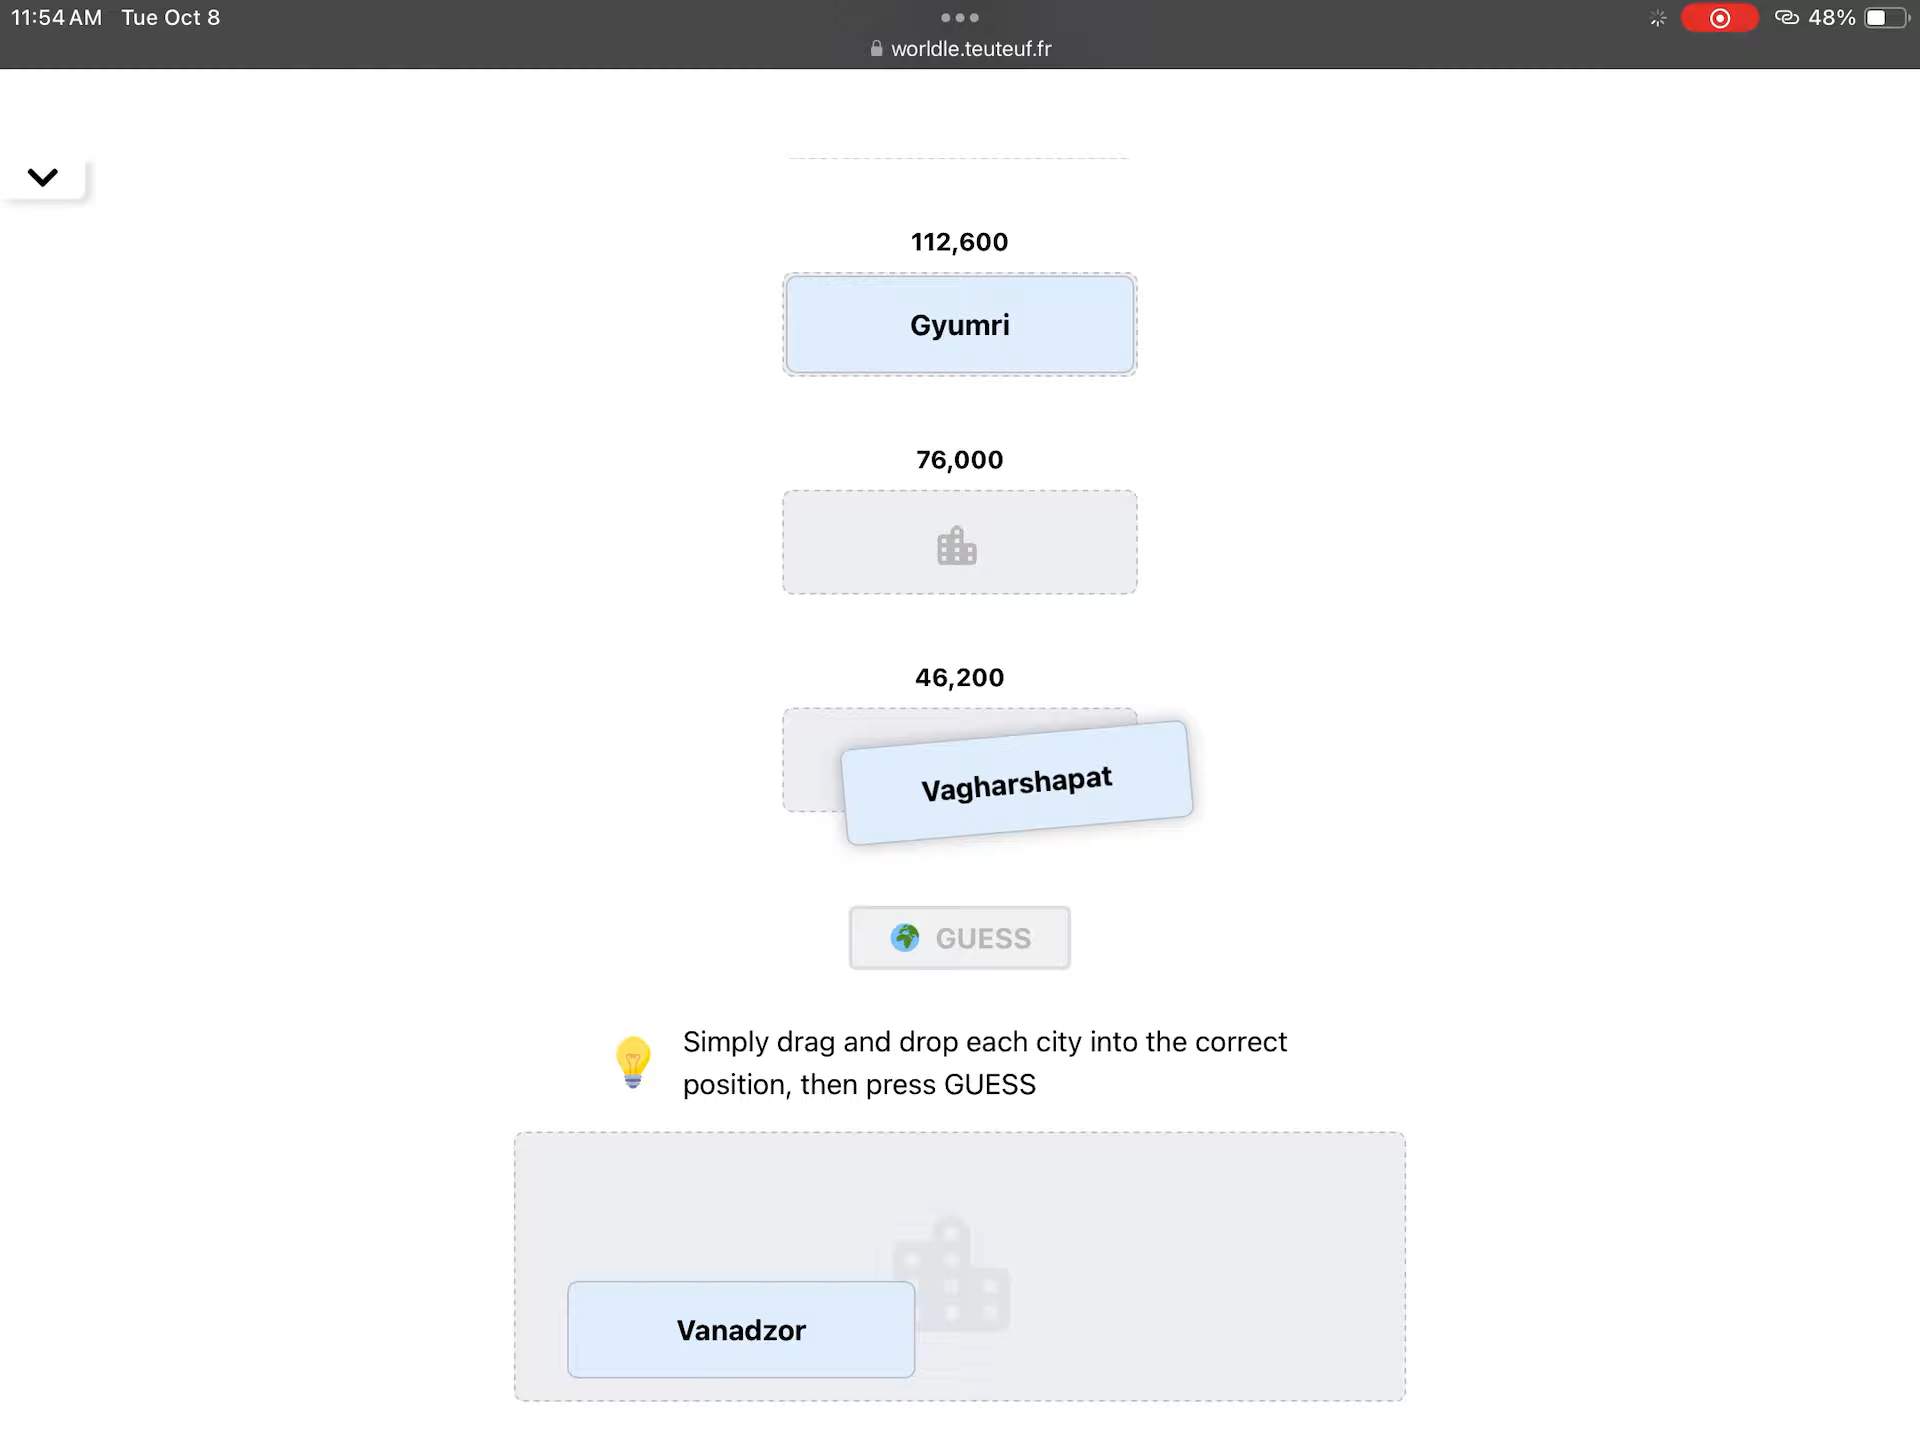 11:54 AM Tue Oct 8
48%
worldle.teuteuf.fr
112,600
Gyumri
76,000
46,200
Vagharshapat
GUESS
Simply drag and drop each city into the correct
position, then press GUESS
Vanadzor